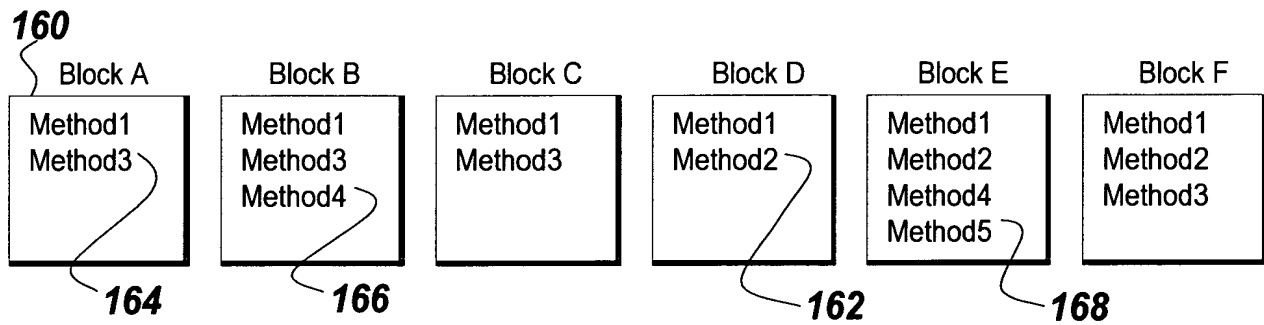 160
Block A
Method1
Method3
164
Block B
Method1
Method3
Method4
166
Block C
Method1
Method3
Block D
Method1
Method2
162
Block E
Method1
Method2
Method4
Method5
168
Block F
Method1
Method2
Method3